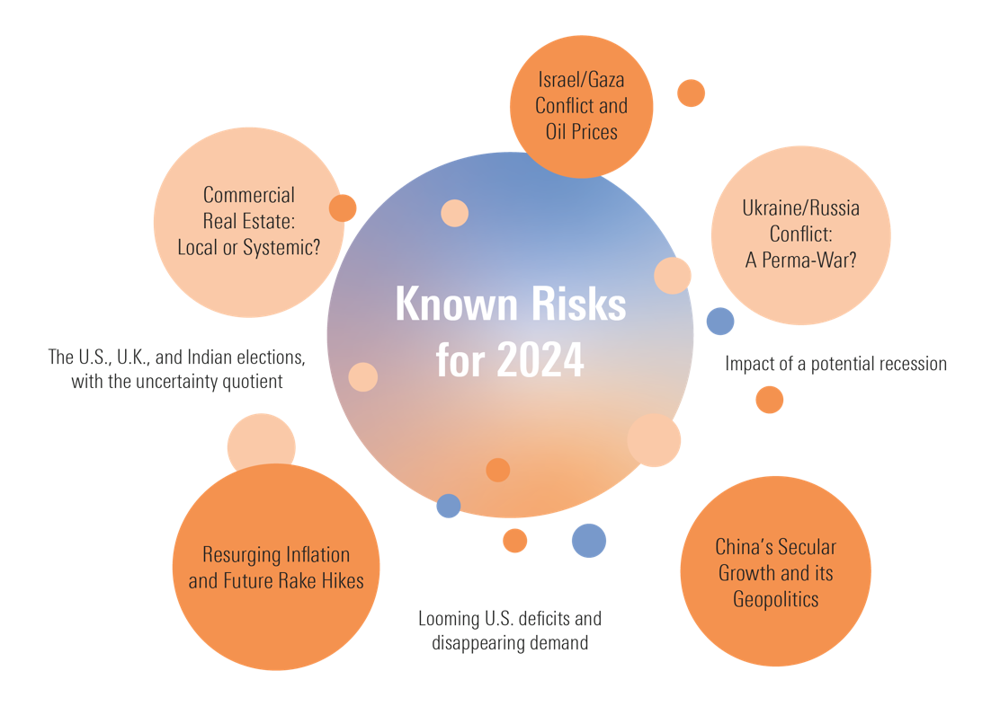 Israel/Gaza
Conflict and
Oil Prices
Commercial
Real Estate:
Local or Systemic?
Ukraine/Russia
Conflict:
A Perma-War?
Known Risks
for 2024
The U.S., U.K., and Indian elections,
with the uncertainty quotient
Impact of a potential recession
Resurging Inflation
and Future Rake Hikes
China’s Secular
Growth and its
Geopolitics
Looming U.S. deficits and
disappearing demand